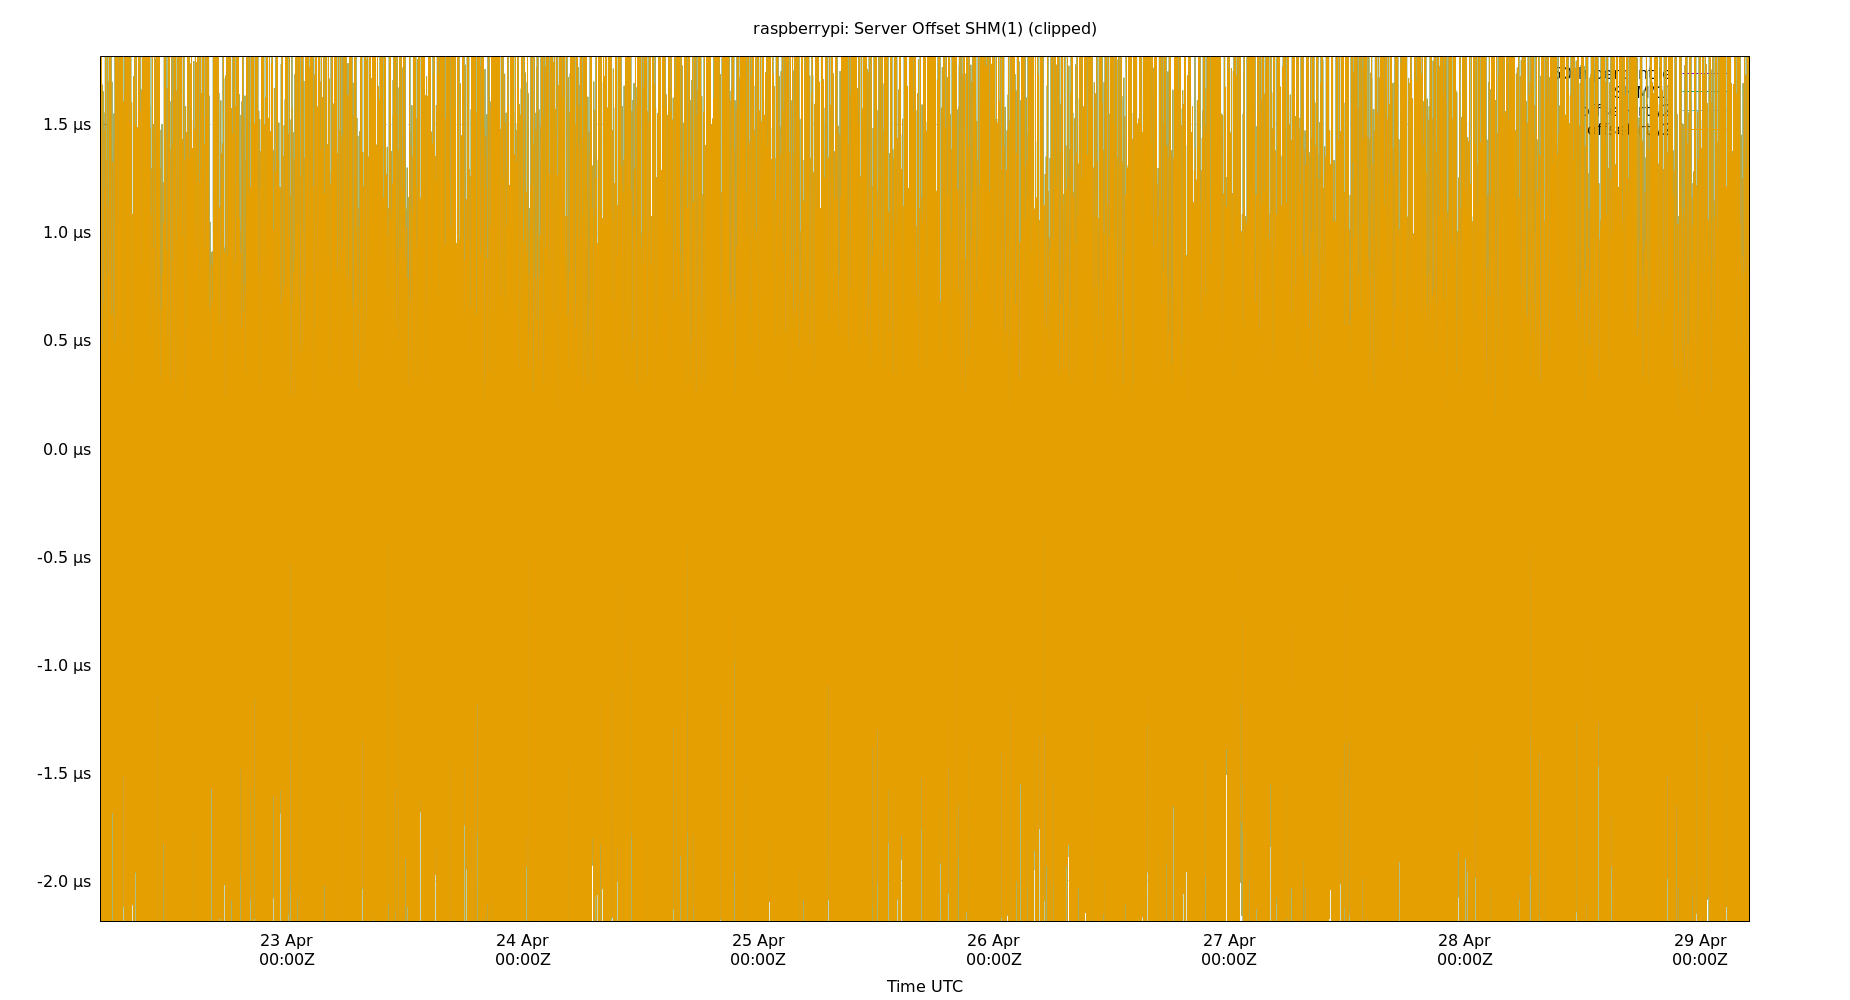 raspberrypi: Server Offset SHM(1) (clipped)
1.5 µs
1.0 µs
0.5 µs
0.0 µs
-0.5 µs
-1.0 µs
-1.5 µs
-2.0 µs
23 Apr 24 Apr 25 Apr 26 Apr 27 Apr 28 Apr 29 Apr
00:00Z 00:00Z 00:00Z 00:00Z 00:00Z 00:00Z 00:00Z
Time UTC